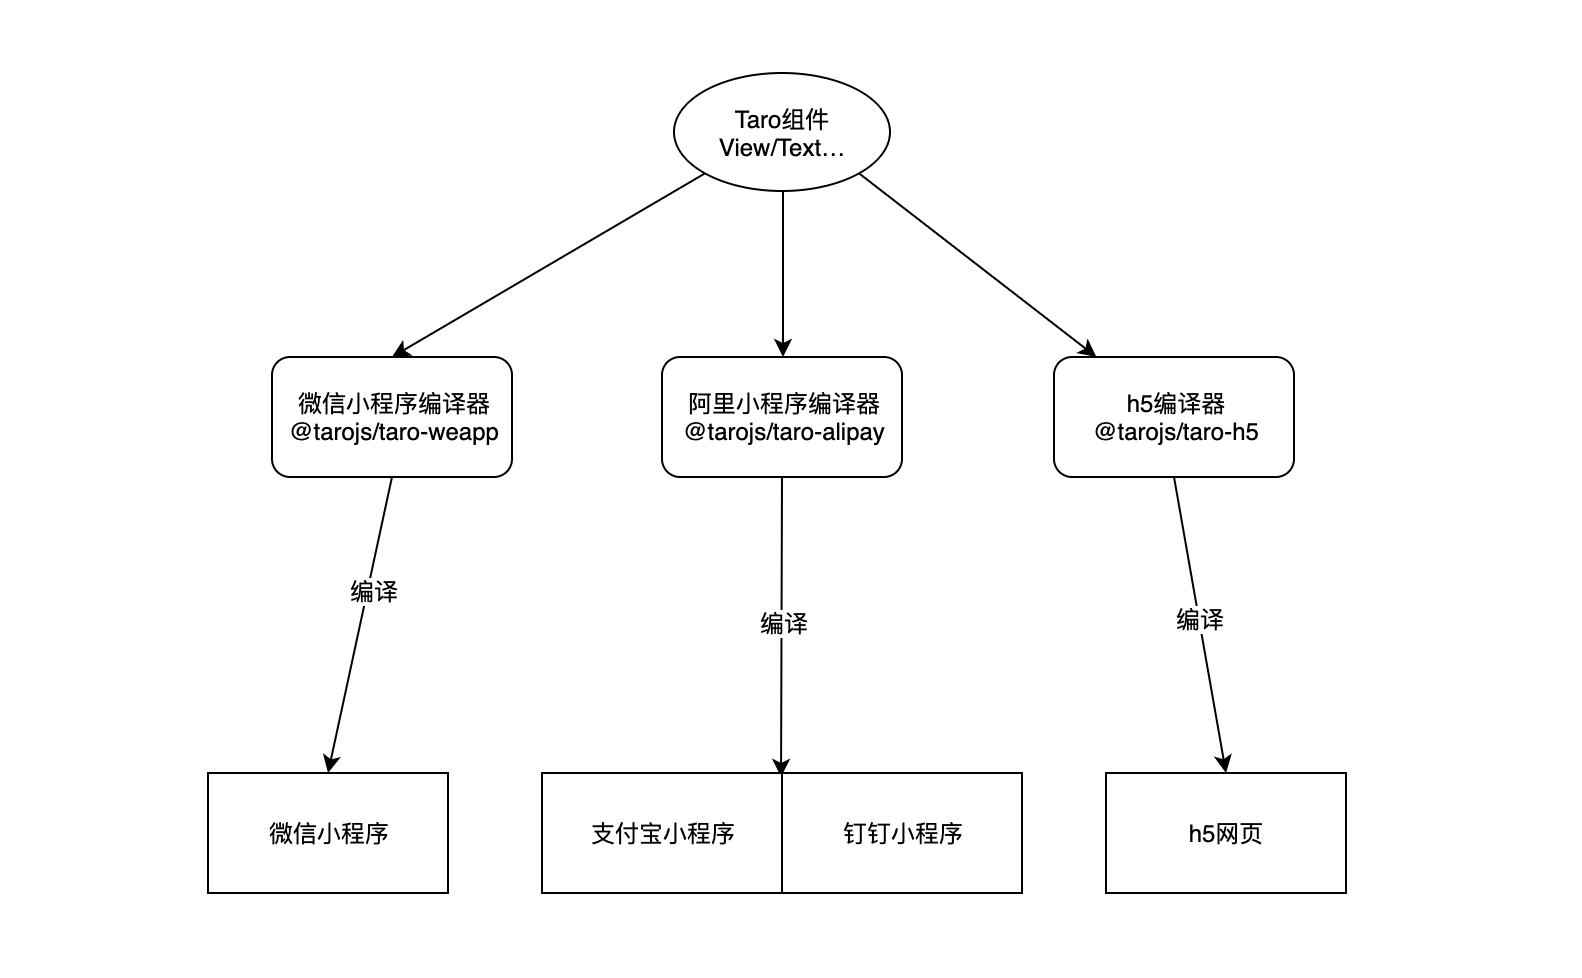 Taro组件
View/Text...
微信小程序编译器
@tarojs/taro-weapp
阿里小程序编译器
@tarojs/taro-alipay
h5编译器
@tarojs/taro-h5
编译
编译
编译
微信小程序
支付宝小程序
钉钉小程序
h5网页